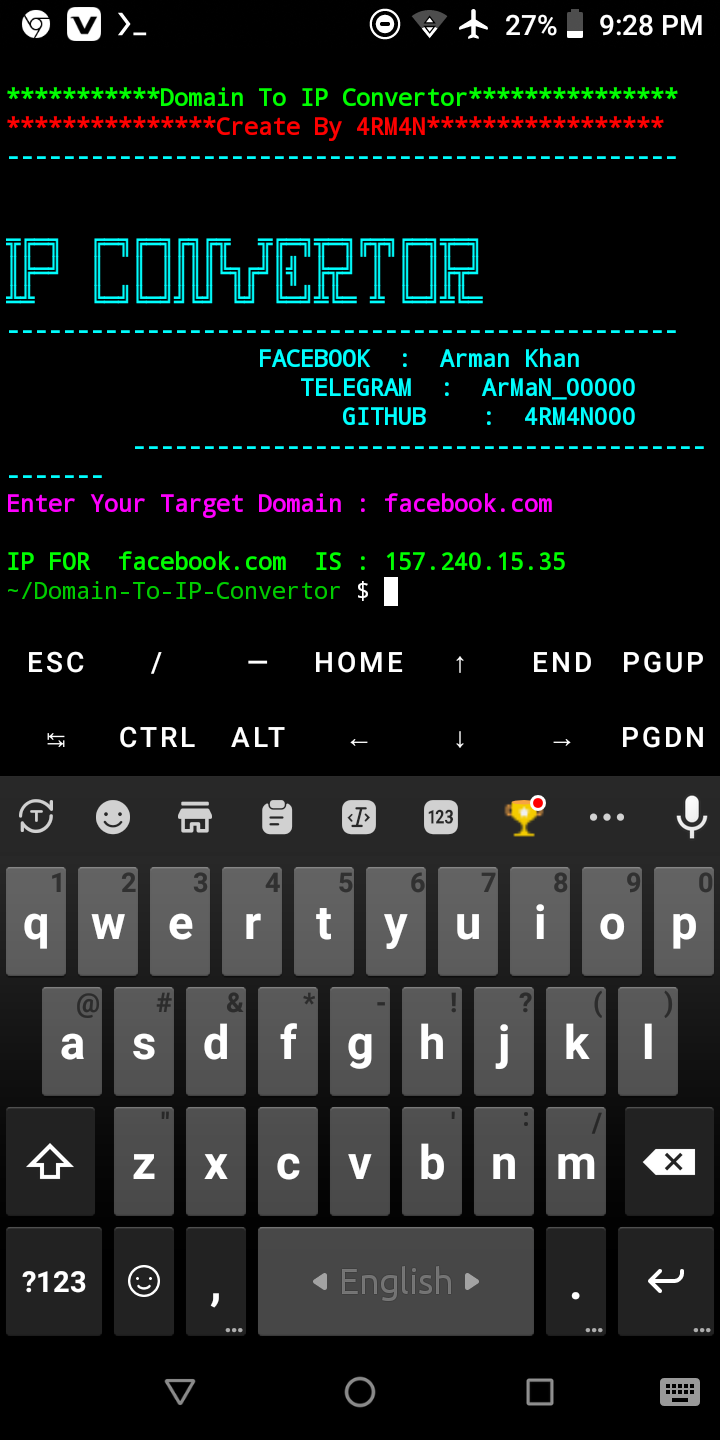 27% 9:28 PM
***********Domain To IP Convertor***************
***************Create By 4RM4N*****************
------------------------------------------------
IP CONVERTOR
------------------------------------------------
FACEBOOK : Arman Khan
TELEGRAM : ArMaN_OOOOO
GITHUB : 4RM4NOOO
-----------------------------------------
-------
Enter Your Target Domain : facebook.com
IP FOR facebook.com IS : 157.240.15.35
~/Domain-To-IP-Convertor $
ESC / — HOME ↑ END PGUP
↹ CTRL ALT ← ↓ → PGDN
T I 123
1 2 3 4 5 6 7 8 9 0
q w e r t y u i o p
@ # & * - ! ? ( )
a s d f g h j k l
" ' : /
z x c v b n m
?123 , English .